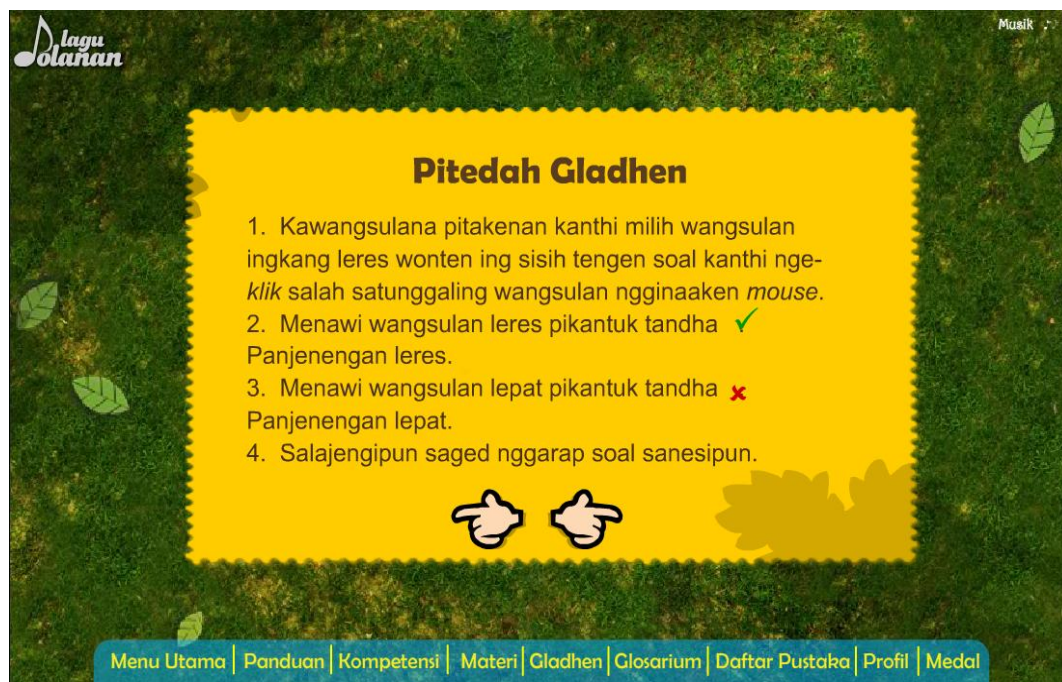 lagu
Dolanan
Musik
Pitedah Gladhen
1. Kawangsulana pitakenan kanthi milih wangsulan
ingkang leres wonten ing sisih tengen soal kanthi nge-
klik salah satunggaling wangsulan ngginaaken mouse.
2. Menawi wangsulan leres pikantuk tandha ✓
Panjenengan leres.
3. Menawi wangsulan lepat pikantuk tandha ✗
Panjenengan lepat.
4. Salajengipun saged nggarap soal sanesipun.
Menu Utama | Panduan | Kompetensi | Materi | Gladhen | Glosarium | Daftar Pustaka | Profil | Medal